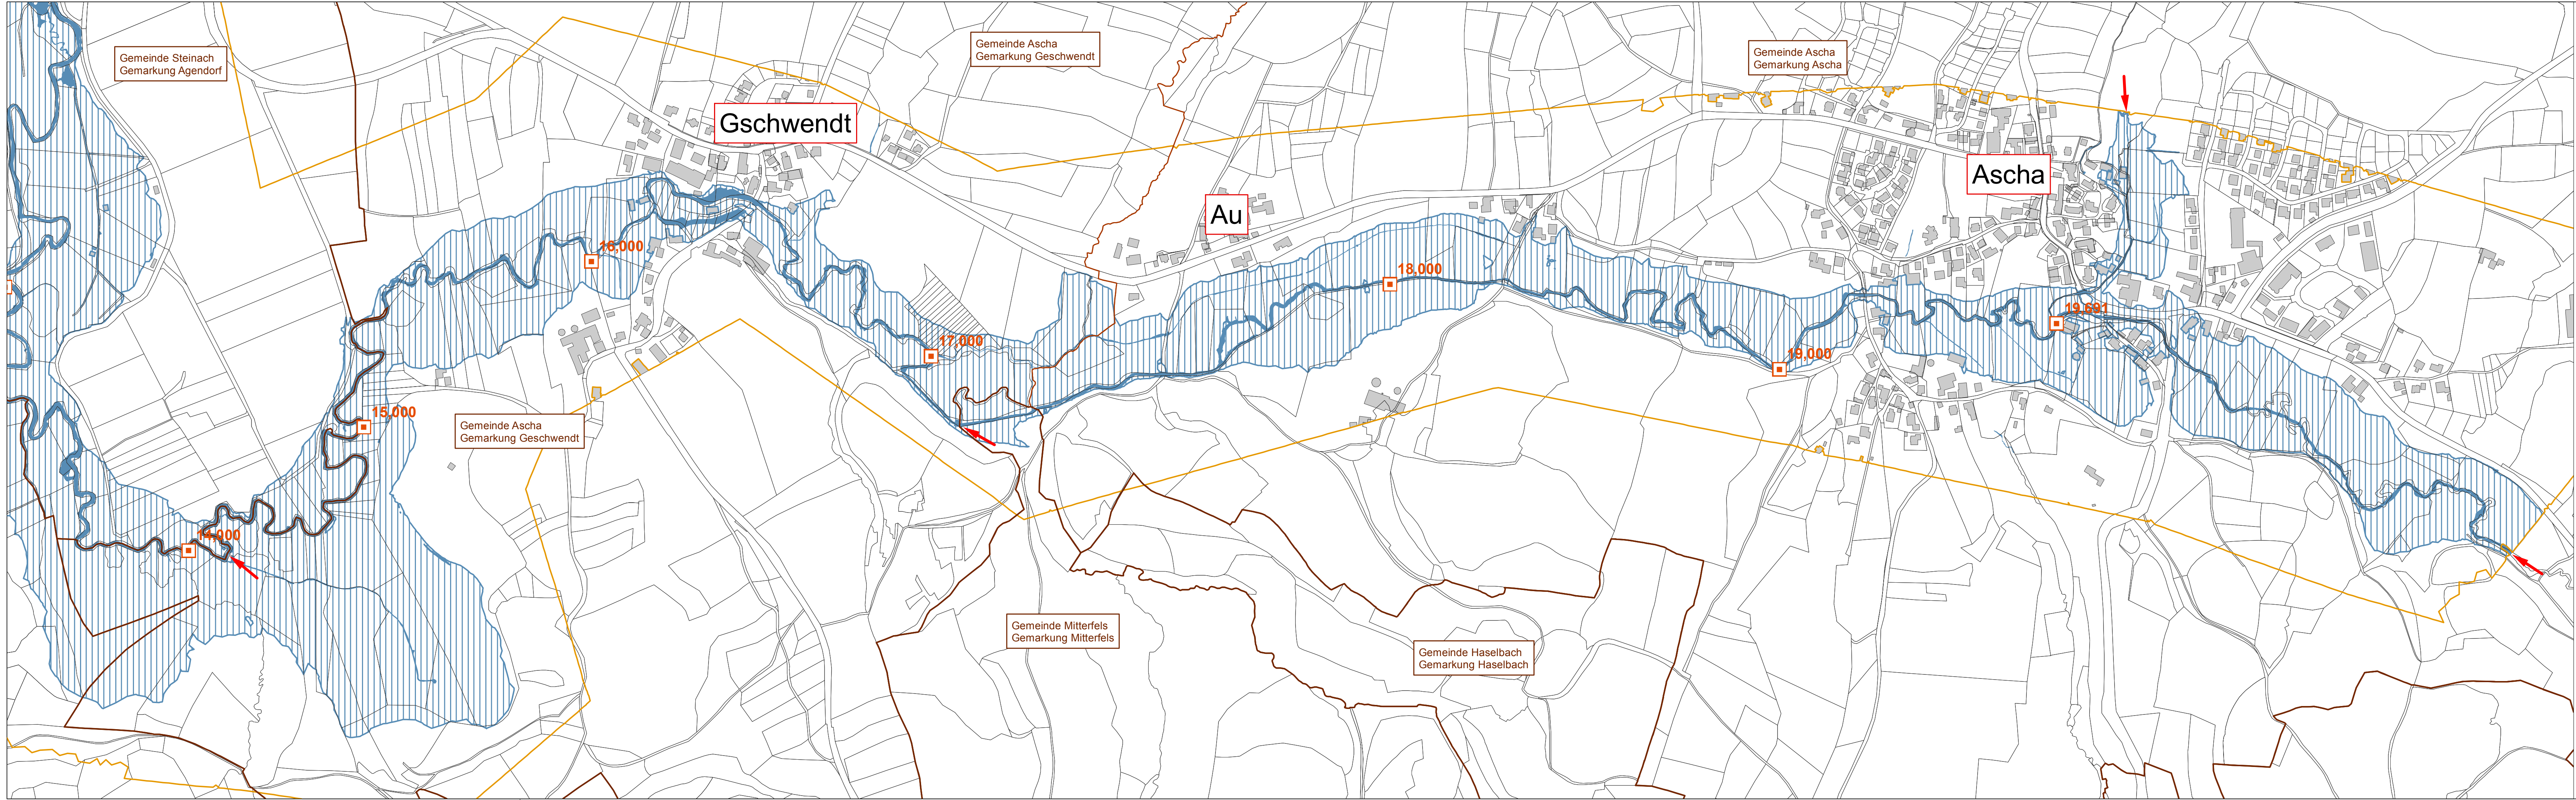 Gemeinde Steinach
Gemarkung Agendorf
Gemeinde Ascha
Gemarkung Geschwendt
Gemeinde Ascha
Gemarkung Ascha
Gschwendt
Au
Ascha
16,000
18,000
17,000
19,691
19,000
15,000
Gemeinde Ascha
Gemarkung Geschwendt
14,000
Gemeinde Mitterfels
Gemarkung Mitterfels
Gemeinde Haselbach
Gemarkung Haselbach